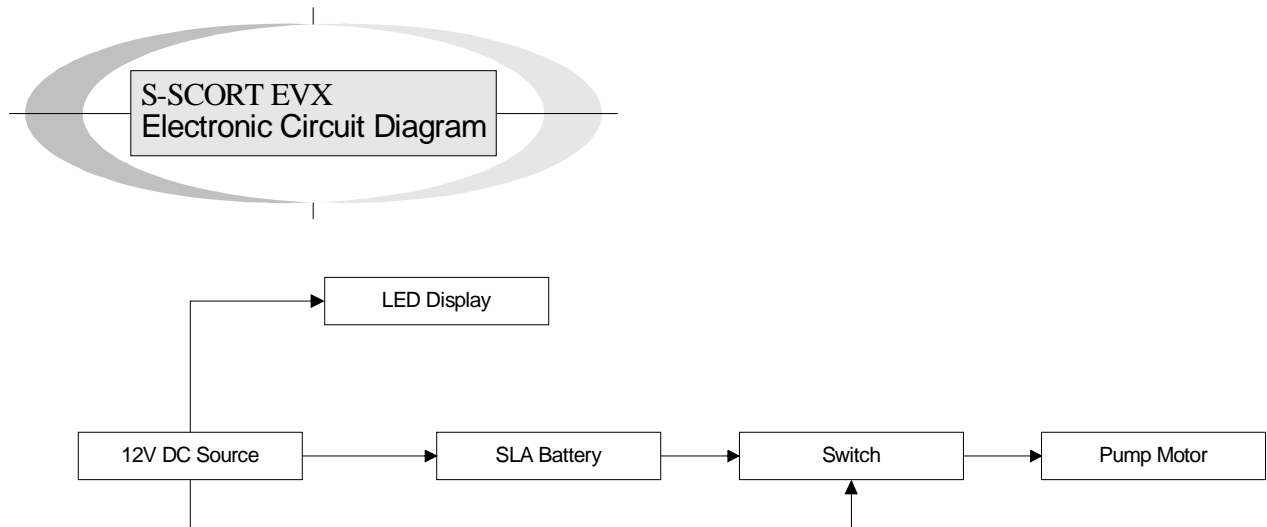 S-SCORT EVX
Electronic Circuit Diagram
LED Display
12V DC Source
SLA Battery
Switch
Pump Motor